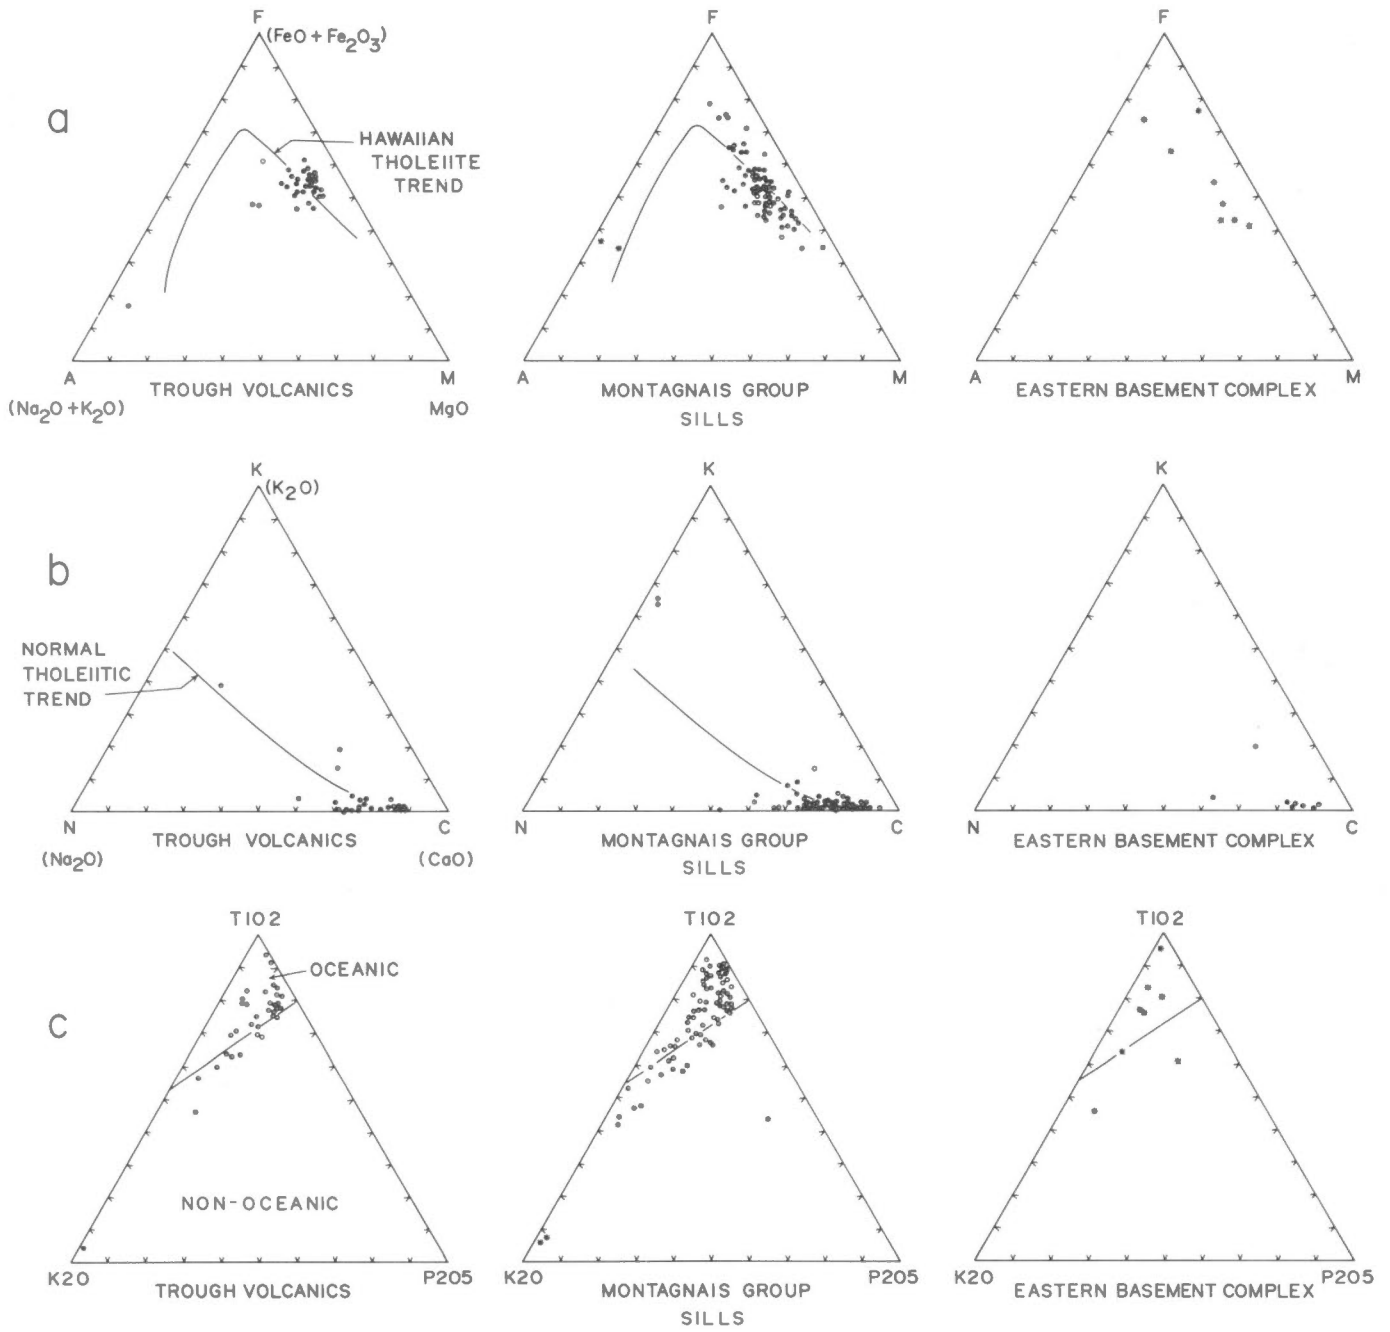 a
F
(FeO + Fe2O3)
HAWAIIAN
THOLEIITE
TREND
A
M
TROUGH VOLCANICS
(Na2O + K2O)
MgO
F
A
M
MONTAGNAIS GROUP
SILLS
F
A
M
EASTERN BASEMENT COMPLEX
b
K
(K2O)
NORMAL
THOLEIITIC
TREND
N
C
TROUGH VOLCANICS
(Na2O)
(CaO)
K
N
C
MONTAGNAIS GROUP
SILLS
K
N
C
EASTERN BASEMENT COMPLEX
c
TIO2
OCEANIC
NON-OCEANIC
K2O
P2O5
TROUGH VOLCANICS
TIO2
K2O
P2O5
MONTAGNAIS GROUP
SILLS
TIO2
K2O
P2O5
EASTERN BASEMENT COMPLEX